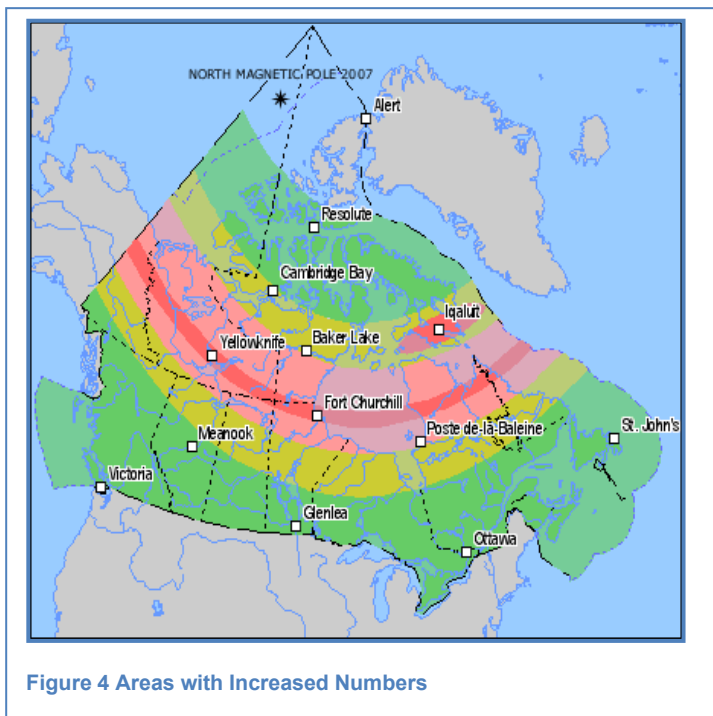 NORTH MAGNETIC POLE 2007
Alert
Resolute
Cambridge Bay
Iqaluit
Yellowknife
Baker Lake
Fort Churchill
Meanook
Poste de-la-Baleine
St. John's
Victoria
Glenlea
Ottawa
Figure 4 Areas with Increased Numbers